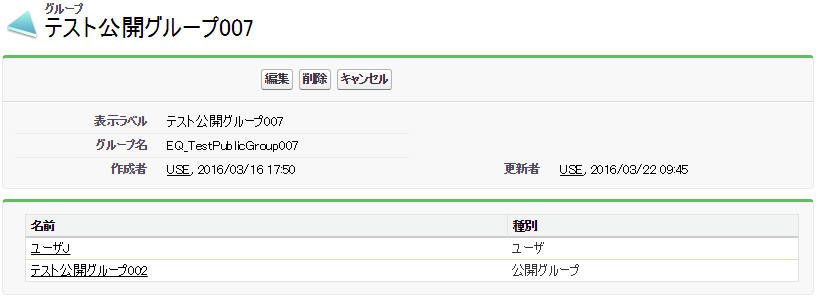 グループ
テスト公開グループ007
編集 削除 キャンセル
表示ラベル テスト公開グループ007
グループ名 EQ_TestPublicGroup007
作成者 USE, 2016/03/16 17:50 更新者 USE, 2016/03/22 09:45
名前 種別
ユーザJ ユーザ
テスト公開グループ002 公開グループ